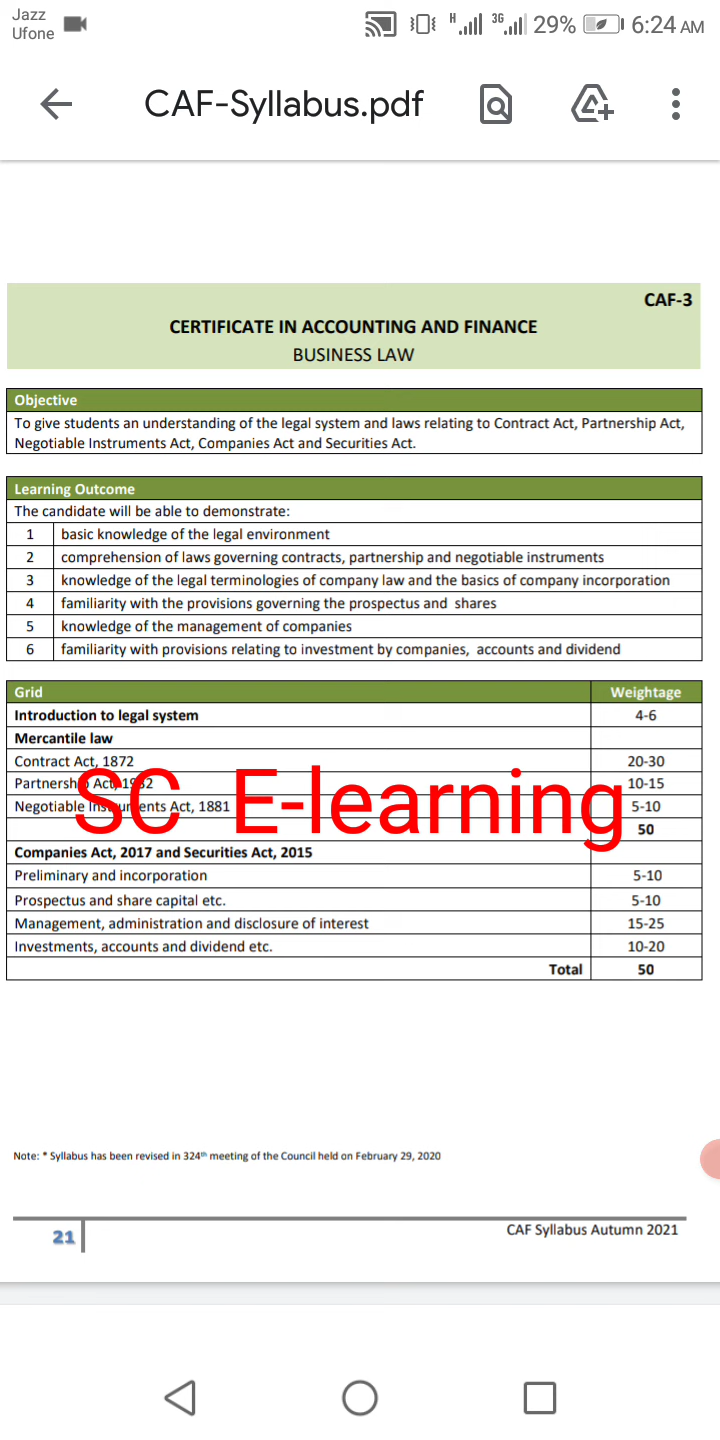 Jazz
Ufone
29% 6:24 AM
CAF-Syllabus.pdf
CAF-3
CERTIFICATE IN ACCOUNTING AND FINANCE
BUSINESS LAW
Objective
To give students an understanding of the legal system and laws relating to Contract Act, Partnership Act,
Negotiable Instruments Act, Companies Act and Securities Act.
Learning Outcome
The candidate will be able to demonstrate:
1 basic knowledge of the legal environment
2 comprehension of laws governing contracts, partnership and negotiable instruments
3 knowledge of the legal terminologies of company law and the basics of company incorporation
4 familiarity with the provisions governing the prospectus and shares
5 knowledge of the management of companies
6 familiarity with provisions relating to investment by companies, accounts and dividend
Grid Weightage
Introduction to legal system 4-6
Mercantile law
Contract Act, 1872 20-30
Partnership Act, 1932 10-15
Negotiable Instruments Act, 1881 5-10
SC E-learning
50
Companies Act, 2017 and Securities Act, 2015
Preliminary and incorporation 5-10
Prospectus and share capital etc. 5-10
Management, administration and disclosure of interest 15-25
Investments, accounts and dividend etc. 10-20
Total 50
Note: * Syllabus has been revised in 324th meeting of the Council held on February 29, 2020
21
CAF Syllabus Autumn 2021